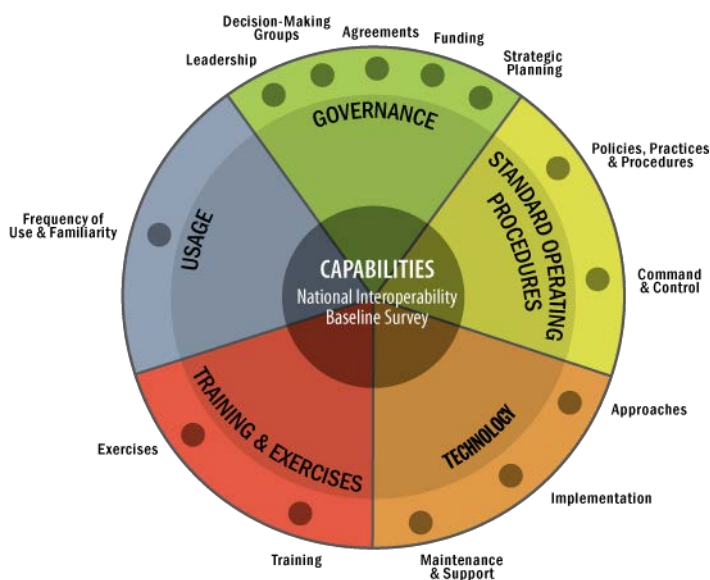 Decision-Making
Groups
Agreements
Funding
Leadership
Strategic
Planning
GOVERNANCE
Policies, Practices
& Procedures
STANDARD OPERATING
PROCEDURES
Frequency of
Use & Familiarity
USAGE
CAPABILITIES
National Interoperability
Baseline Survey
Command
& Control
TRAINING & EXERCISES
TECHNOLOGY
Approaches
Exercises
Implementation
Training
Maintenance
& Support